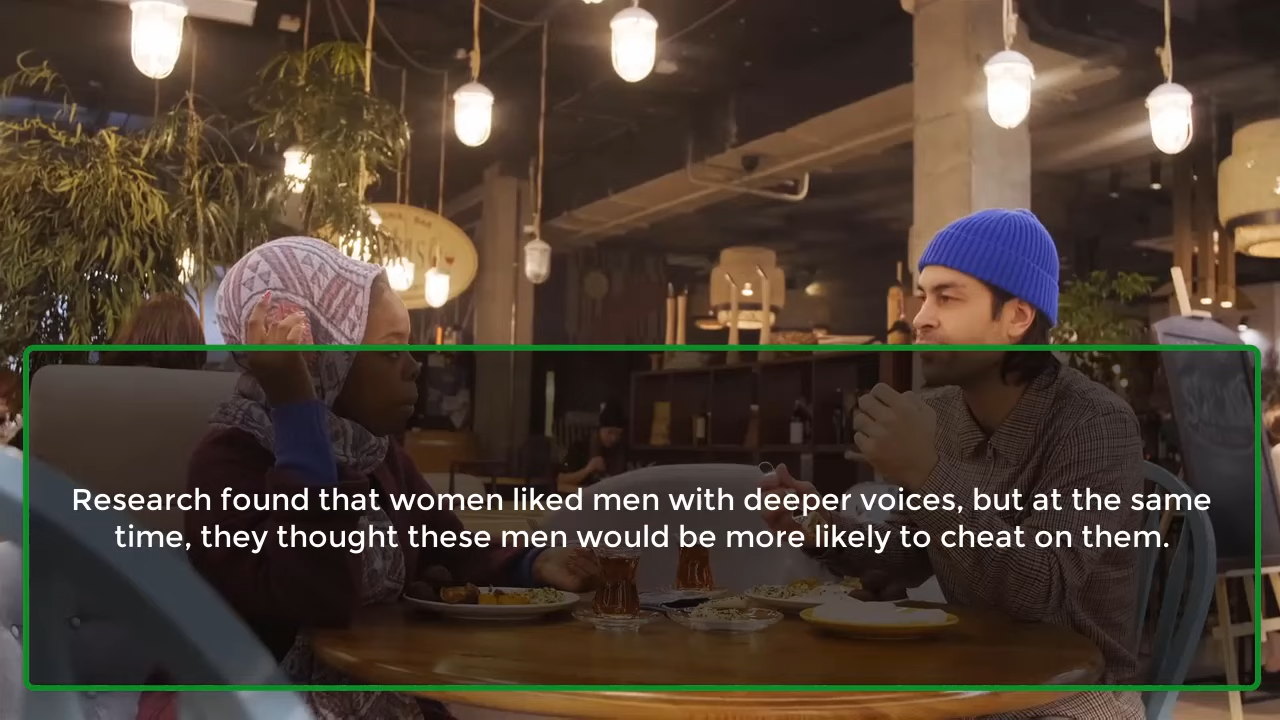 Research found that women liked men with deeper voices, but at the same
time, they thought these men would be more likely to cheat on them.